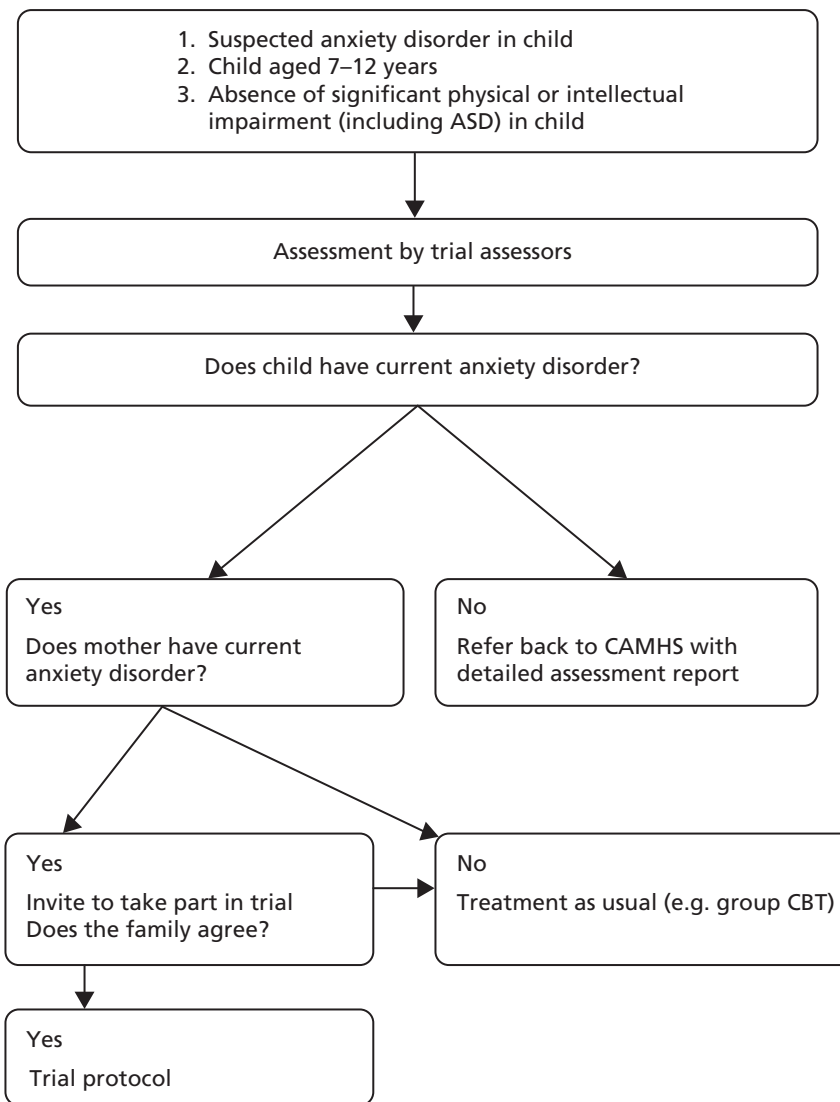 1. Suspected anxiety disorder in child
2. Child aged 7–12 years
3. Absence of significant physical or intellectual
impairment (including ASD) in child
Assessment by trial assessors
Does child have current anxiety disorder?
Yes
Does mother have current
anxiety disorder?
No
Refer back to CAMHS with
detailed assessment report
Yes
Invite to take part in trial
Does the family agree?
No
Treatment as usual (e.g. group CBT)
Yes
Trial protocol